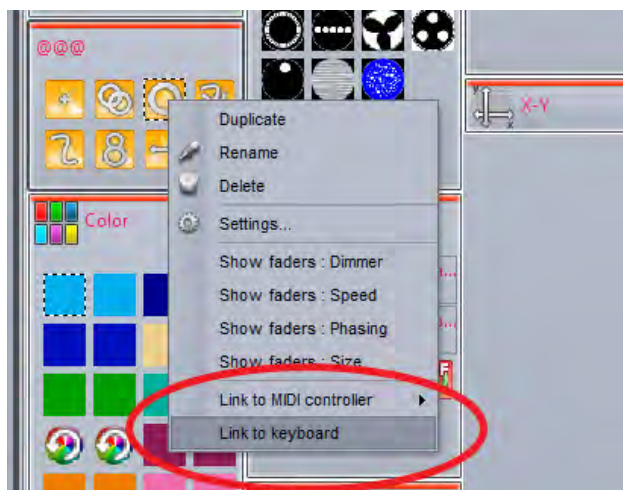 @@@
X-Y
Duplicate
Rename
Delete
Color
Settings...
Show faders : Dimmer
Show faders : Speed
Show faders : Phasing
Show faders : Size
Link to MIDI controller
Link to keyboard